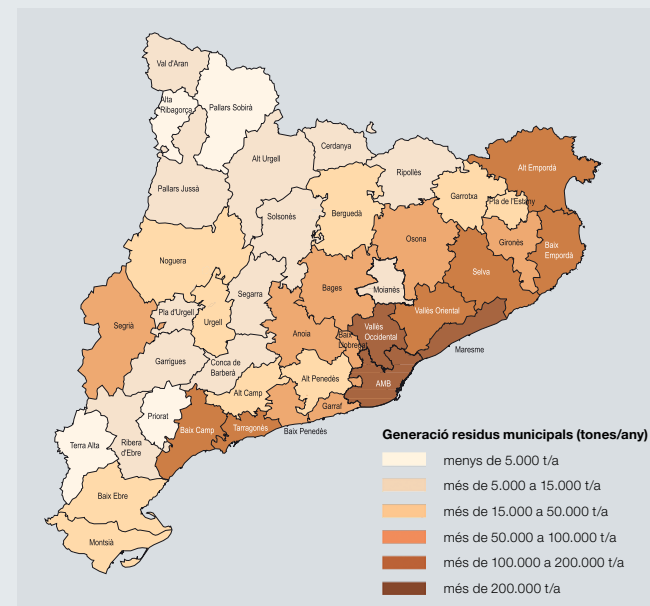 Val d'Aran
Alta
Ribagorça
Pallars Sobirà
Cerdanya
Alt Urgell
Ripollès
Alt Empordà
Pallars Jussà
Garrotxa
Pla de l'Estany
Solsonès
Berguedà
Osona
Gironès
Baix
Empordà
Noguera
Selva
Bages
Moianès
Segarra
Pla d'Urgell
Vallès Oriental
Segrià
Urgell
Anoia
Baix
Llobregat
Vallès
Occidental
Maresme
Garrigues
Conca de
Barberà
Alt Penedès
AMB
Alt Camp
Garraf
Priorat
Baix Camp
Tarragonès
Baix Penedès
Terra Alta
Ribera
d'Ebre
Baix Ebre
Montsià
Generació residus municipals (tones/any)
menys de 5.000 t/a
més de 5.000 a 15.000 t/a
més de 15.000 a 50.000 t/a
més de 50.000 a 100.000 t/a
més de 100.000 a 200.000 t/a
més de 200.000 t/a